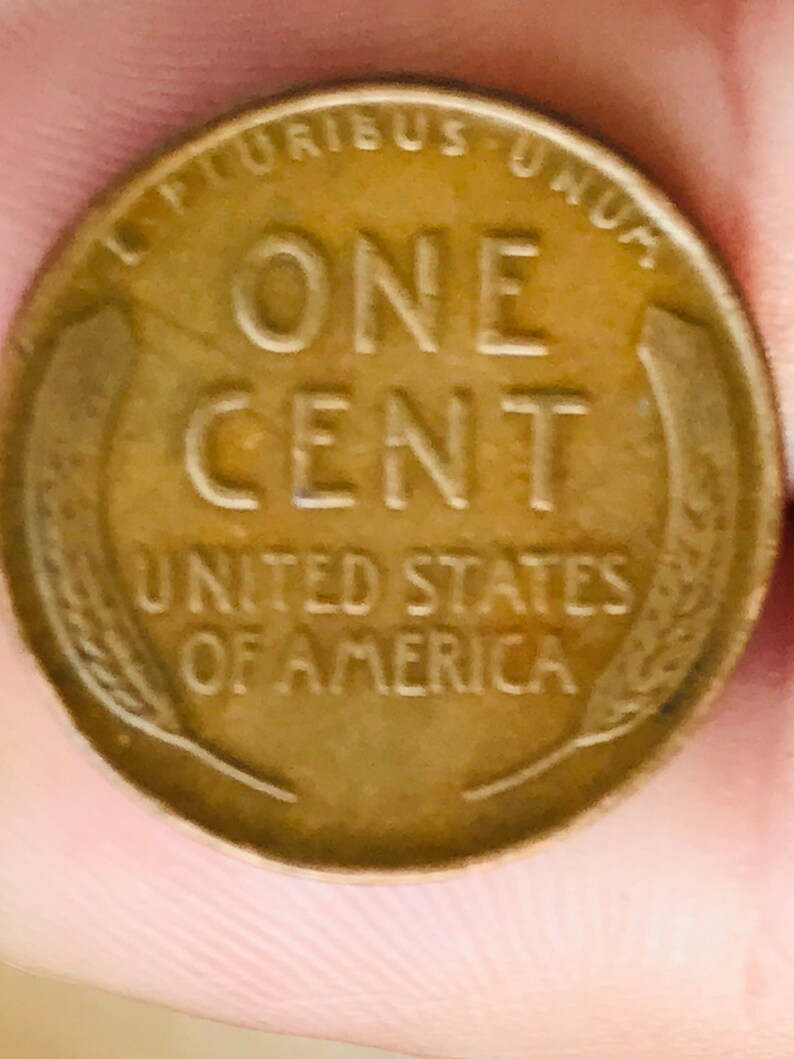 E · PLURIBUS · UNUM
ONE
CENT
UNITED STATES
OF AMERICA